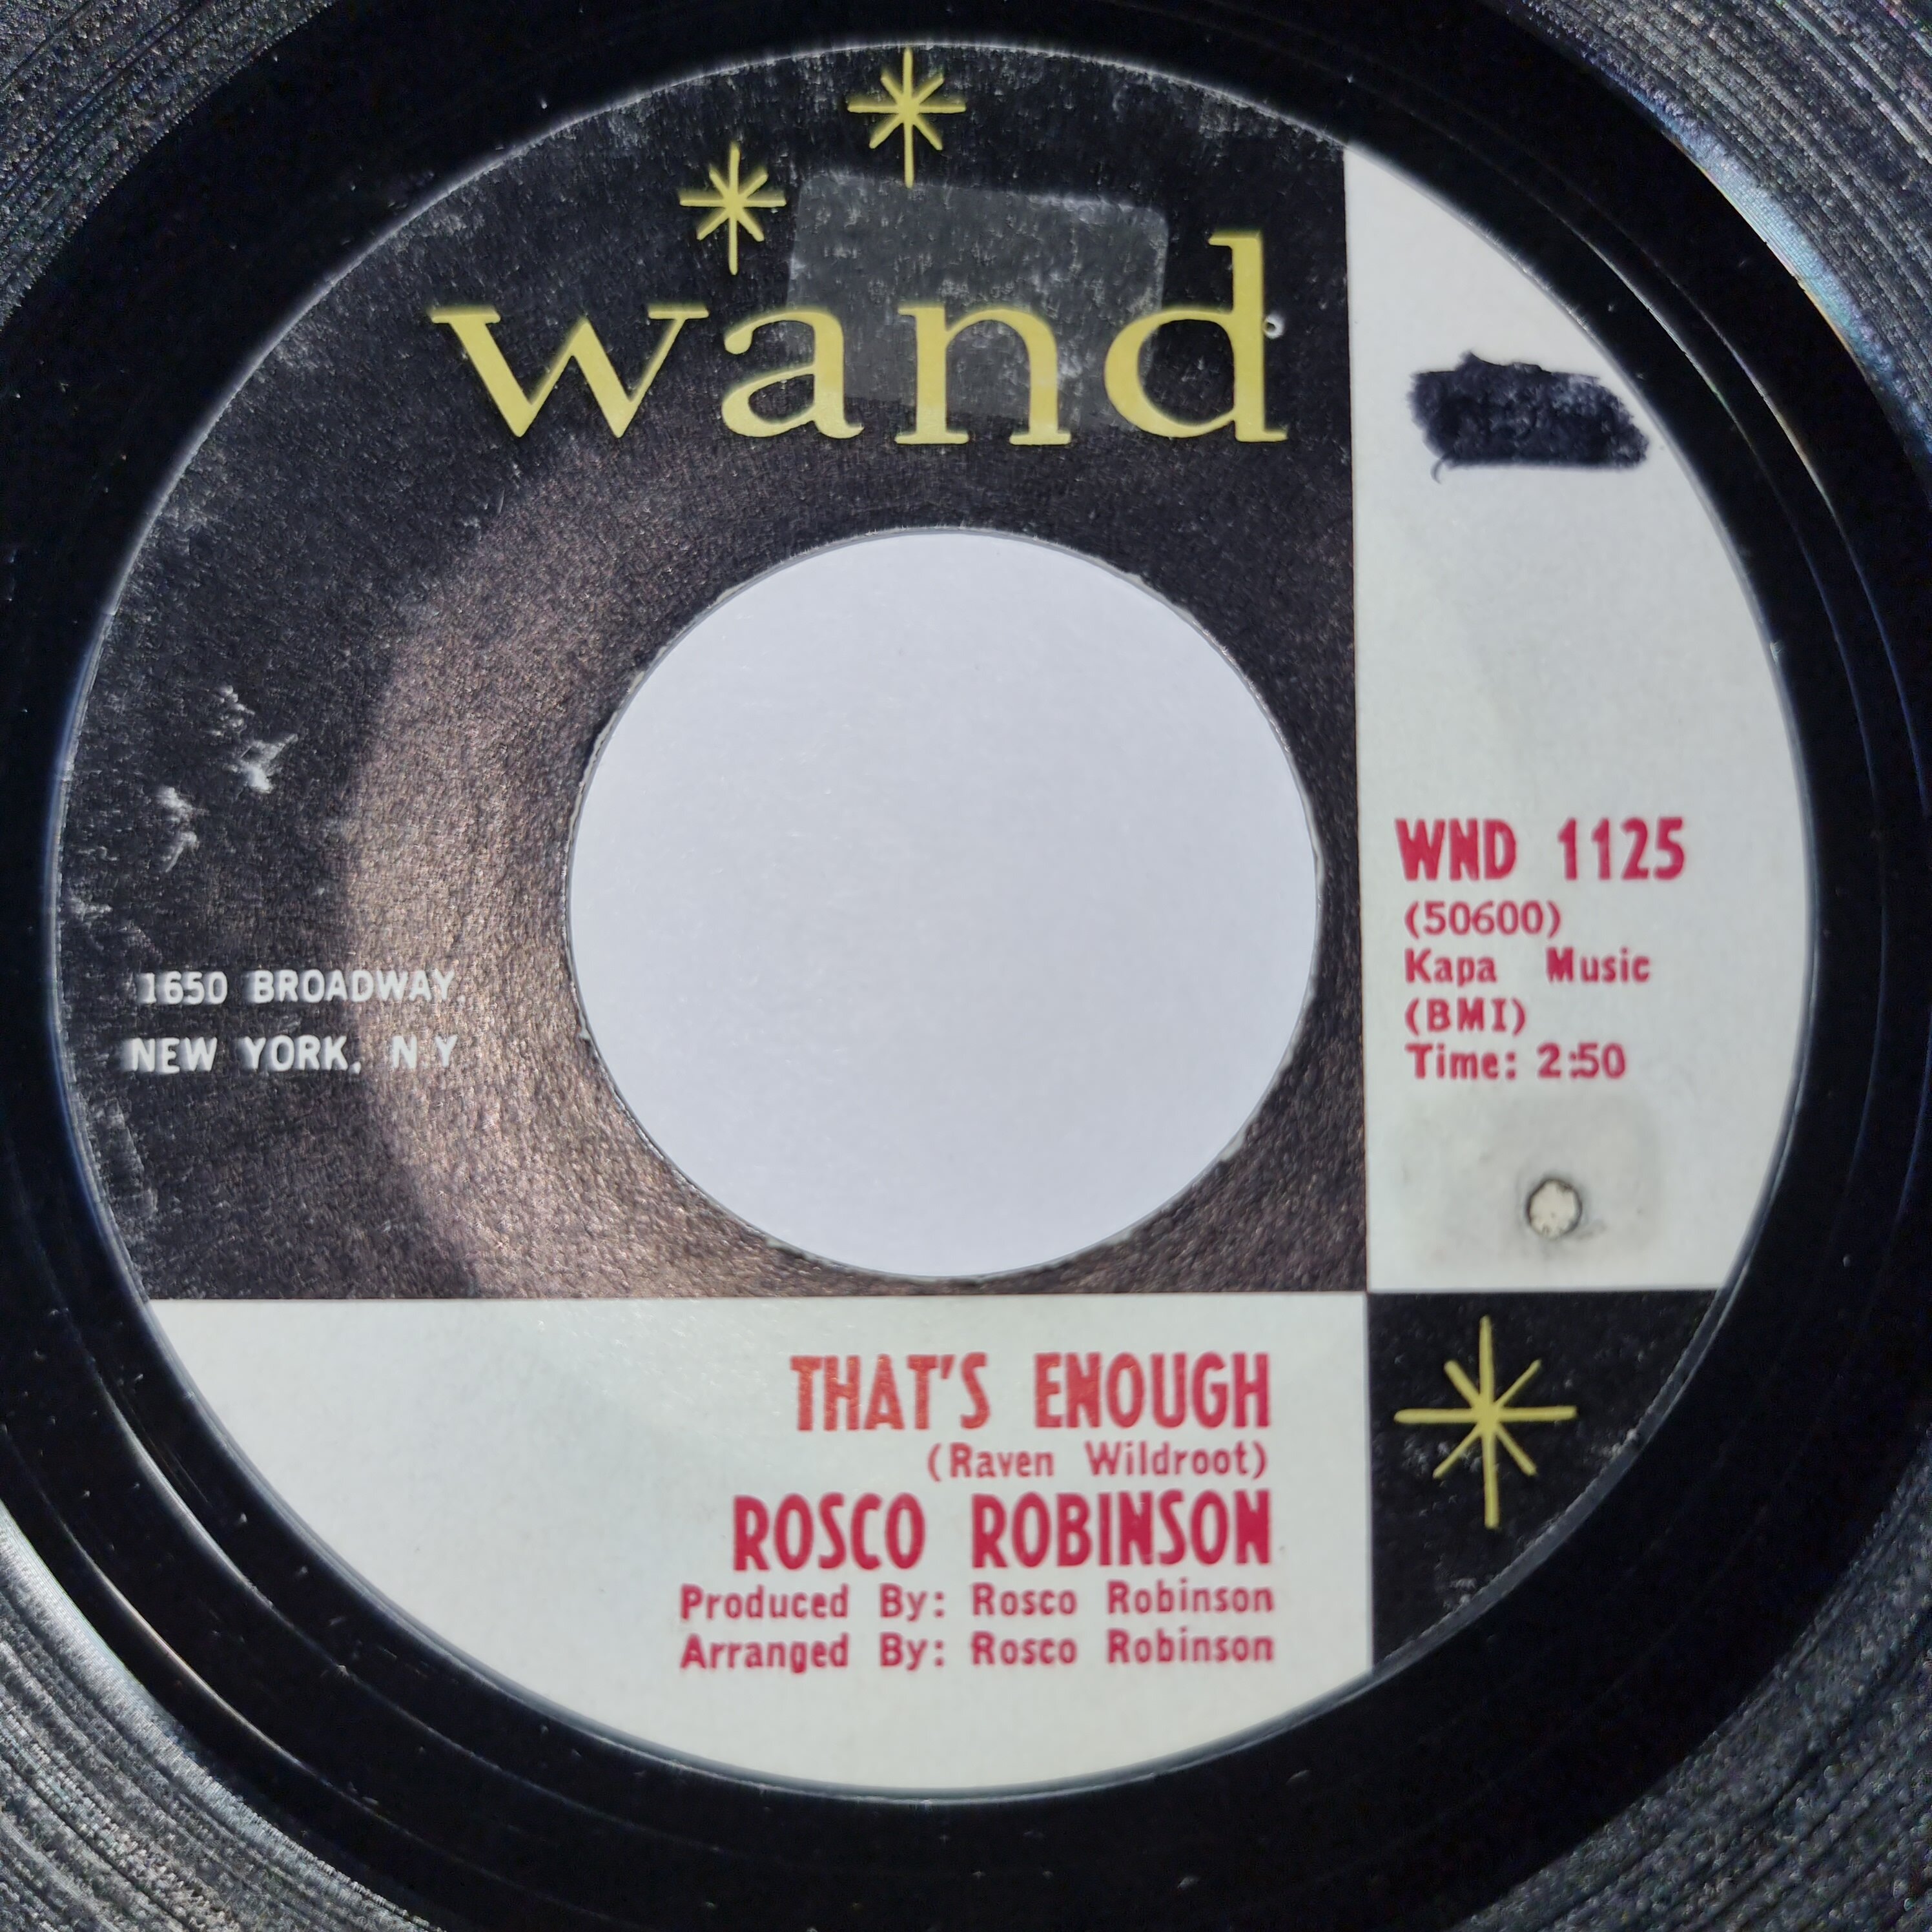 wand
1650 BROADWAY,
NEW YORK, N Y
WND 1125
(50600)
Kapa Music
(BMI)
Time: 2:50
THAT'S ENOUGH
(Raven Wildroot)
ROSCO ROBINSON
Produced By: Rosco Robinson
Arranged By: Rosco Robinson